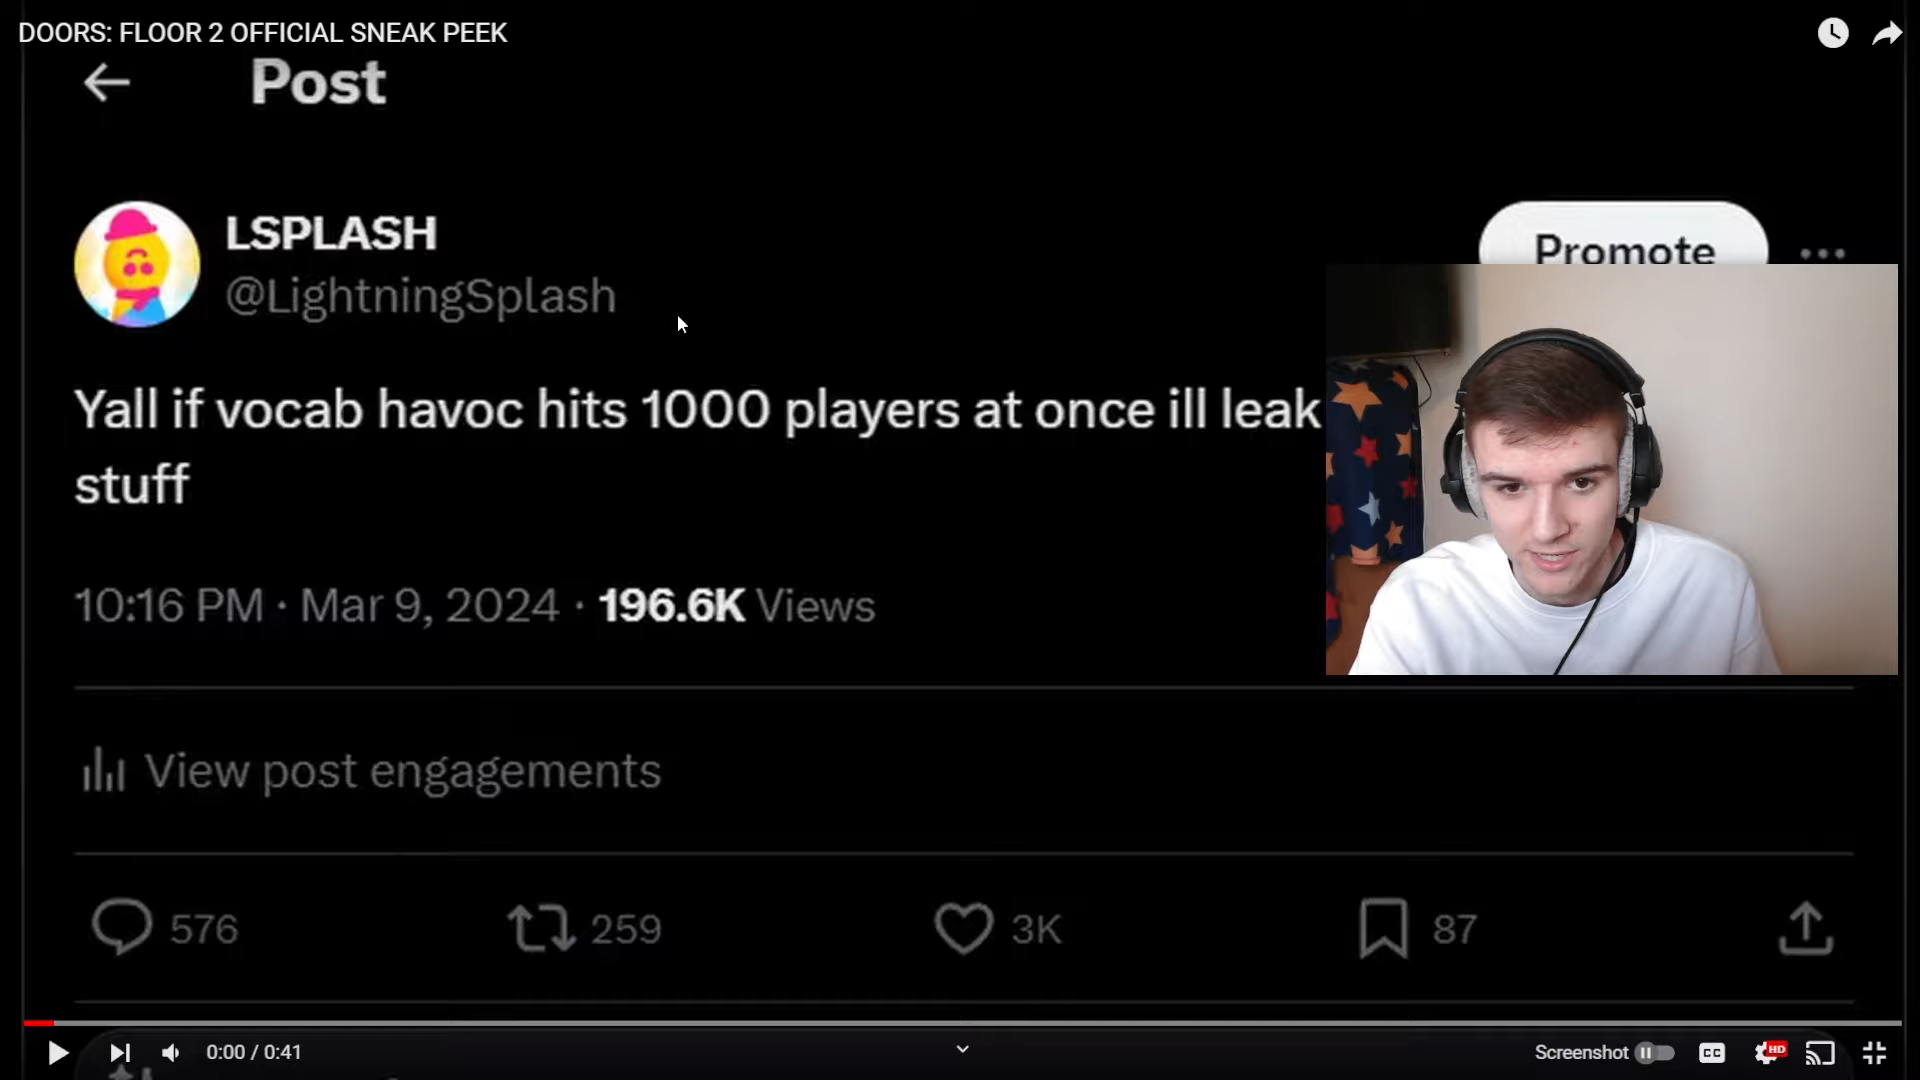 DOORS: FLOOR 2 OFFICIAL SNEAK PEEK
Post
LSPLASH
@LightningSplash
Promote
Yall if vocab havoc hits 1000 players at once ill leak
stuff
10:16 PM · Mar 9, 2024 · 196.6K Views
View post engagements
576 259 3K 87
0:00 / 0:41
Screenshot
CC
HD